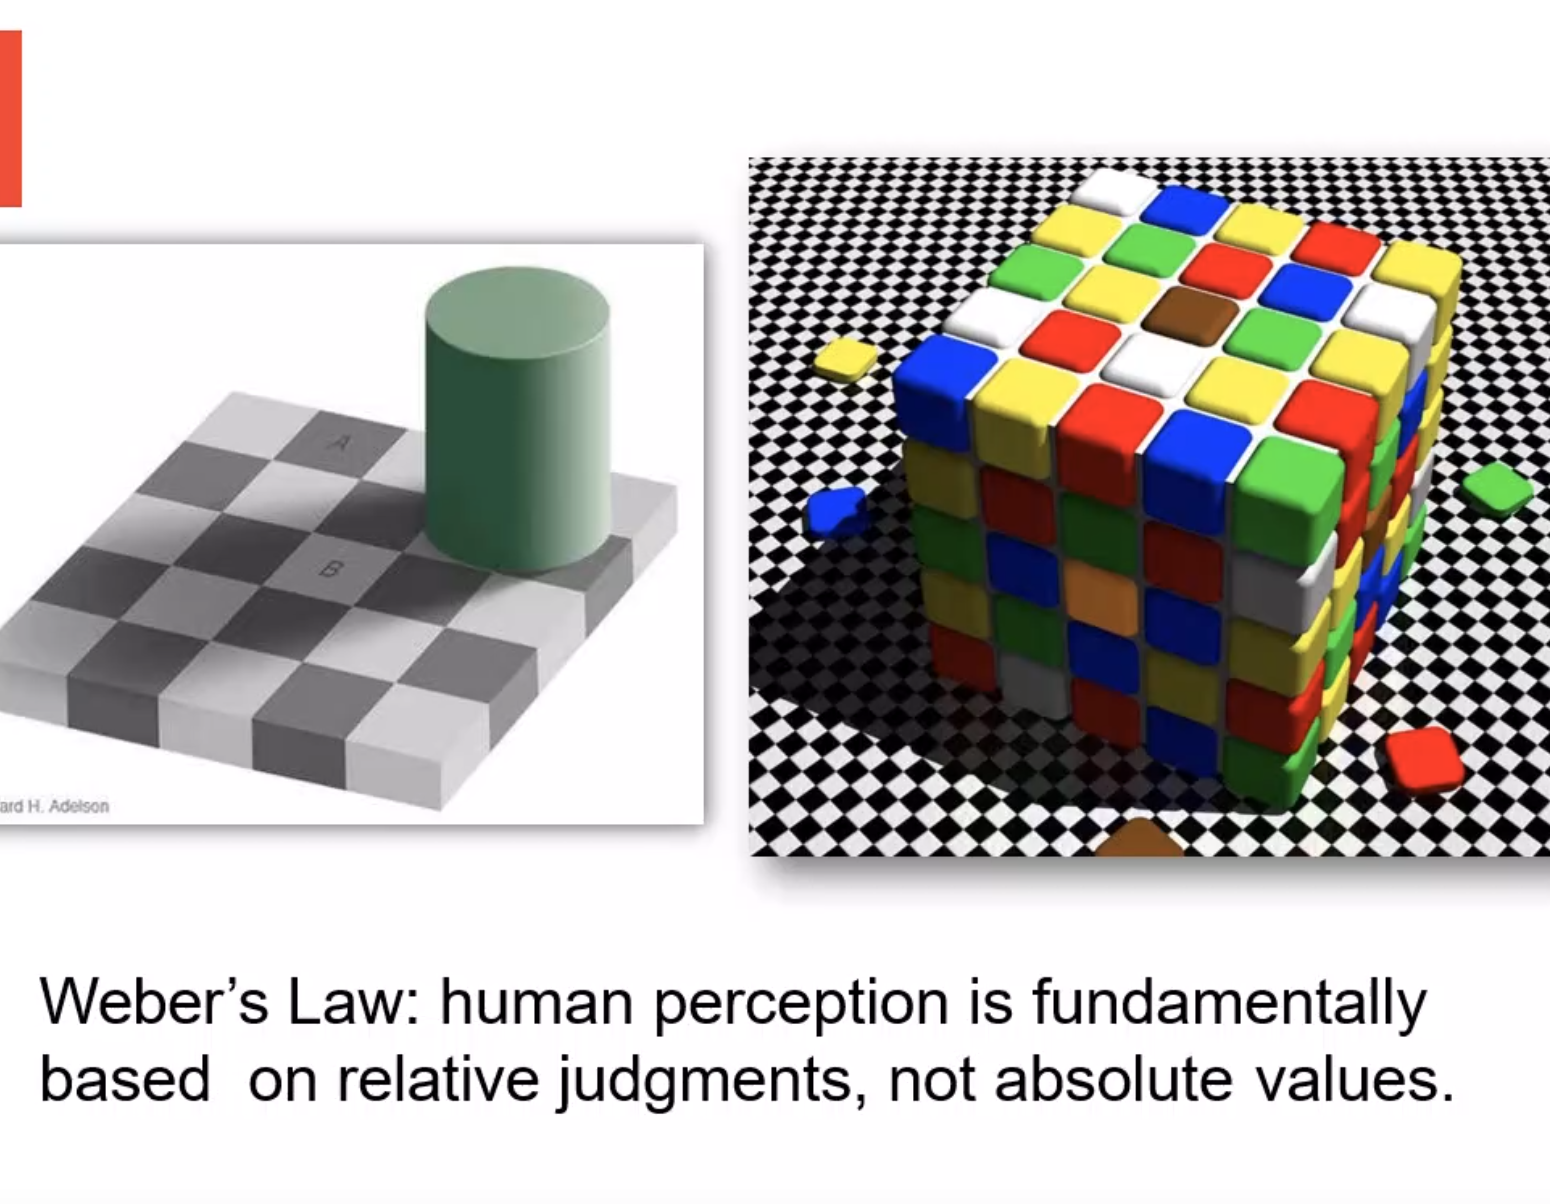 A
B
ard H. Adelson
Weber’s Law: human perception is fundamentally
based  on relative judgments, not absolute values.